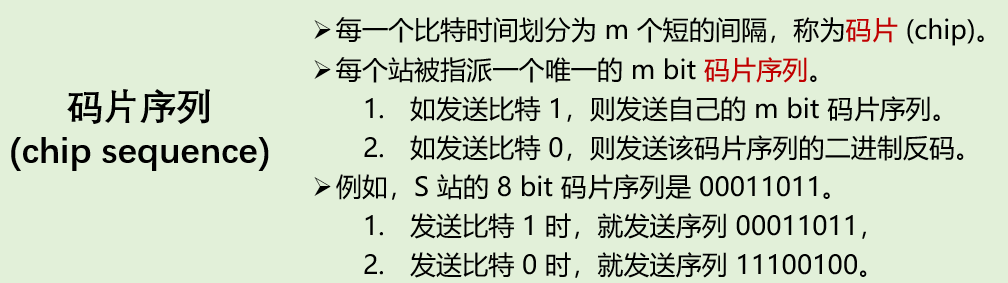 码片序列
(chip sequence)
➢每一个比特时间划分为 m 个短的间隔，称为码片 (chip)。
➢每个站被指派一个唯一的 m bit 码片序列。
1. 如发送比特 1，则发送自己的 m bit 码片序列。
2. 如发送比特 0，则发送该码片序列的二进制反码。
➢例如，S 站的 8 bit 码片序列是 00011011。
1. 发送比特 1 时，就发送序列 00011011，
2. 发送比特 0 时，就发送序列 11100100。